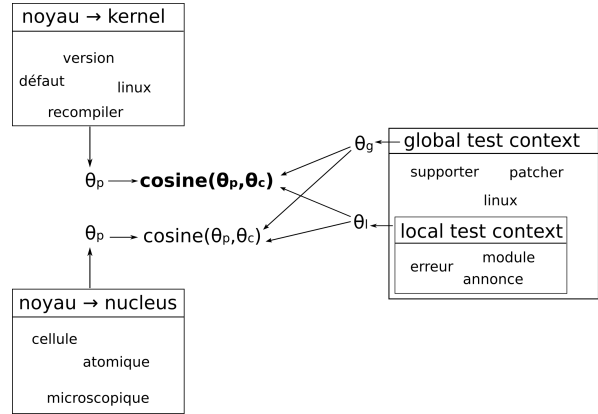 noyau → kernel
version
défaut
linux
recompiler
θp
cosine(θp,θc)
θp
cosine(θp,θc)
noyau → nucleus
cellule
atomique
microscopique
θg
θl
global test context
supporter patcher
linux
local test context
erreur module
annonce